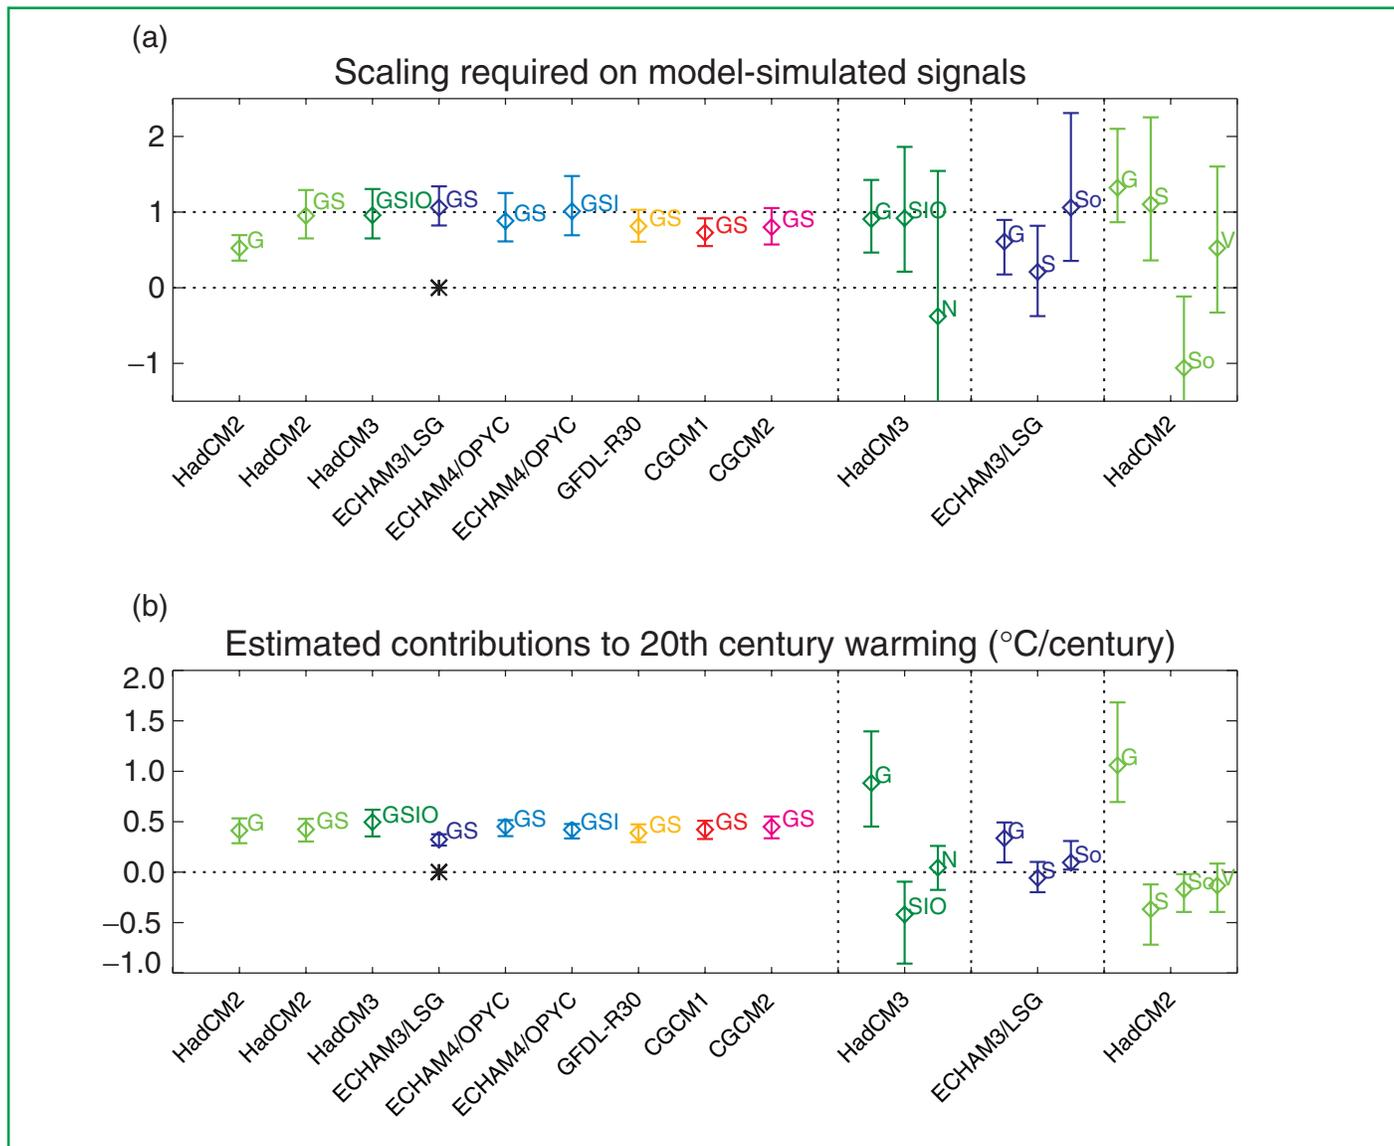 (a)
Scaling required on model-simulated signals
2
1
0
−1
G
GS
GSIO
GS
GS
GSI
GS
GS
GS
G
SIO
N
G
S
So
G
S
So
V
HadCM2
HadCM2
HadCM3
ECHAM3/LSG
ECHAM4/OPYC
ECHAM4/OPYC
GFDL-R30
CGCM1
CGCM2
HadCM3
ECHAM3/LSG
HadCM2
(b)
Estimated contributions to 20th century warming (°C/century)
2.0
1.5
1.0
0.5
0.0
−0.5
−1.0
G
GS
GSIO
GS
GS
GSI
GS
GS
GS
G
SIO
N
G
S
So
G
S
So
V
HadCM2
HadCM2
HadCM3
ECHAM3/LSG
ECHAM4/OPYC
ECHAM4/OPYC
GFDL-R30
CGCM1
CGCM2
HadCM3
ECHAM3/LSG
HadCM2